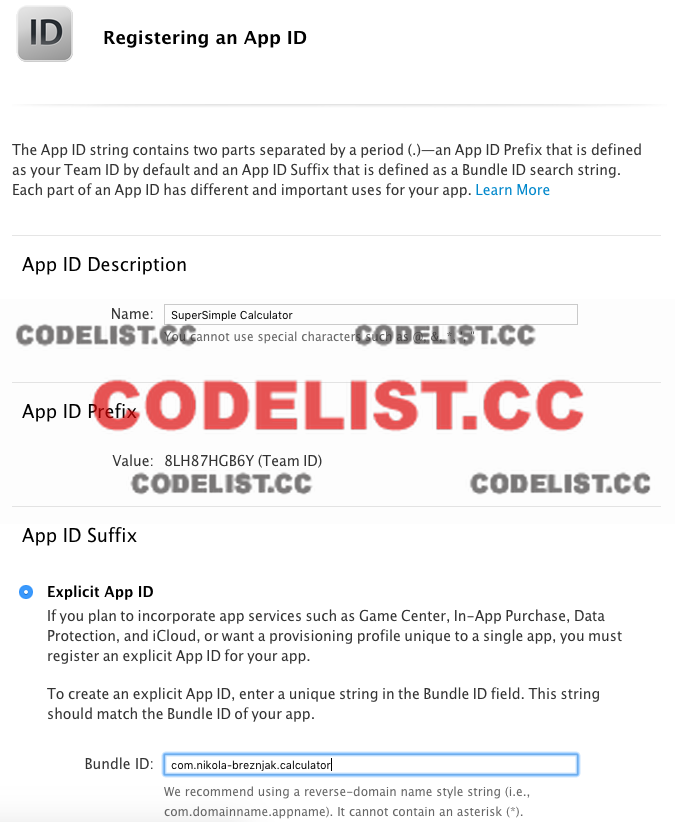 ID
Registering an App ID
The App ID string contains two parts separated by a period (.)—an App ID Prefix that is defined
as your Team ID by default and an App ID Suffix that is defined as a Bundle ID search string.
Each part of an App ID has different and important uses for your app. Learn More
App ID Description
Name: SuperSimple Calculator
You cannot use special characters such as @, &, *, ', "
CODELIST.CC CODELIST.CC
CODELIST.CC
App ID Prefix
Value: 8LH87HGB6Y (Team ID)
CODELIST.CC CODELIST.CC
App ID Suffix
Explicit App ID
If you plan to incorporate app services such as Game Center, In-App Purchase, Data
Protection, and iCloud, or want a provisioning profile unique to a single app, you must
register an explicit App ID for your app.
To create an explicit App ID, enter a unique string in the Bundle ID field. This string
should match the Bundle ID of your app.
Bundle ID: com.nikola-breznjak.calculator
We recommend using a reverse-domain name style string (i.e.,
com.domainname.appname). It cannot contain an asterisk (*).